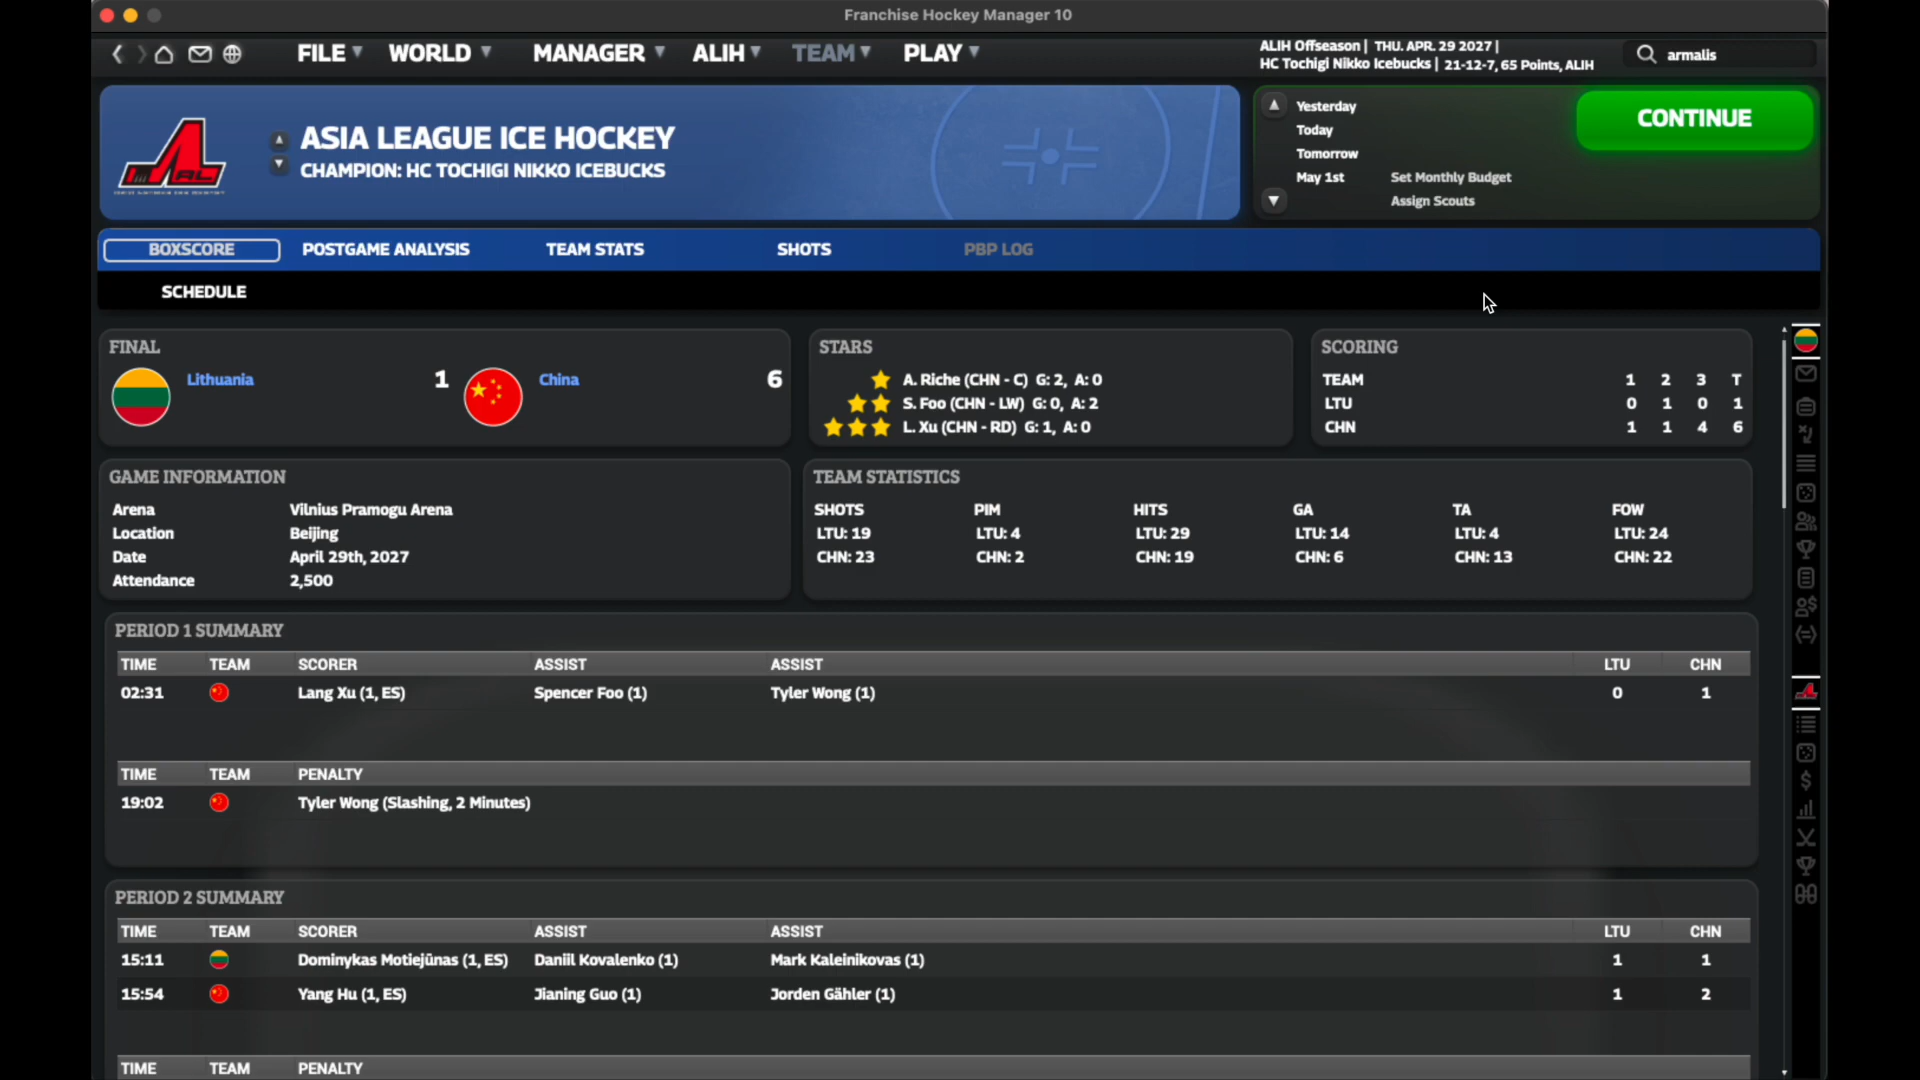 Franchise Hockey Manager 10
FILE WORLD MANAGER ALIH TEAM PLAY
ALIH Offseason | THU. APR. 29 2027 |
HC Tochigi Nikko Icebucks | 21-12-7, 65 Points, ALIH
armalis
ASIA LEAGUE ICE HOCKEY
CHAMPION: HC TOCHIGI NIKKO ICEBUCKS
Yesterday
Today
Tomorrow
May 1st Set Monthly Budget
Assign Scouts
CONTINUE
BOXSCORE POSTGAME ANALYSIS TEAM STATS SHOTS PBP LOG
SCHEDULE
FINAL
Lithuania 1 China 6
STARS
A. Riche (CHN - C) G: 2, A: 0
S. Foo (CHN - LW) G: 0, A: 2
L. Xu (CHN - RD) G: 1, A: 0
SCORING
TEAM 1 2 3 T
LTU 0 1 0 1
CHN 1 1 4 6
GAME INFORMATION
Arena Vilnius Pramogu Arena
Location Beijing
Date April 29th, 2027
Attendance 2,500
TEAM STATISTICS
SHOTS PIM HITS GA TA FOW
LTU: 19 LTU: 4 LTU: 29 LTU: 14 LTU: 4 LTU: 24
CHN: 23 CHN: 2 CHN: 19 CHN: 6 CHN: 13 CHN: 22
PERIOD 1 SUMMARY
TIME TEAM SCORER ASSIST ASSIST LTU CHN
02:31 Lang Xu (1, ES) Spencer Foo (1) Tyler Wong (1) 0 1
TIME TEAM PENALTY
19:02 Tyler Wong (Slashing, 2 Minutes)
PERIOD 2 SUMMARY
TIME TEAM SCORER ASSIST ASSIST LTU CHN
15:11 Dominykas Motiejūnas (1, ES) Daniil Kovalenko (1) Mark Kaleinikovas (1) 1 1
15:54 Yang Hu (1, ES) Jianing Guo (1) Jorden Gähler (1) 1 2
TIME TEAM PENALTY